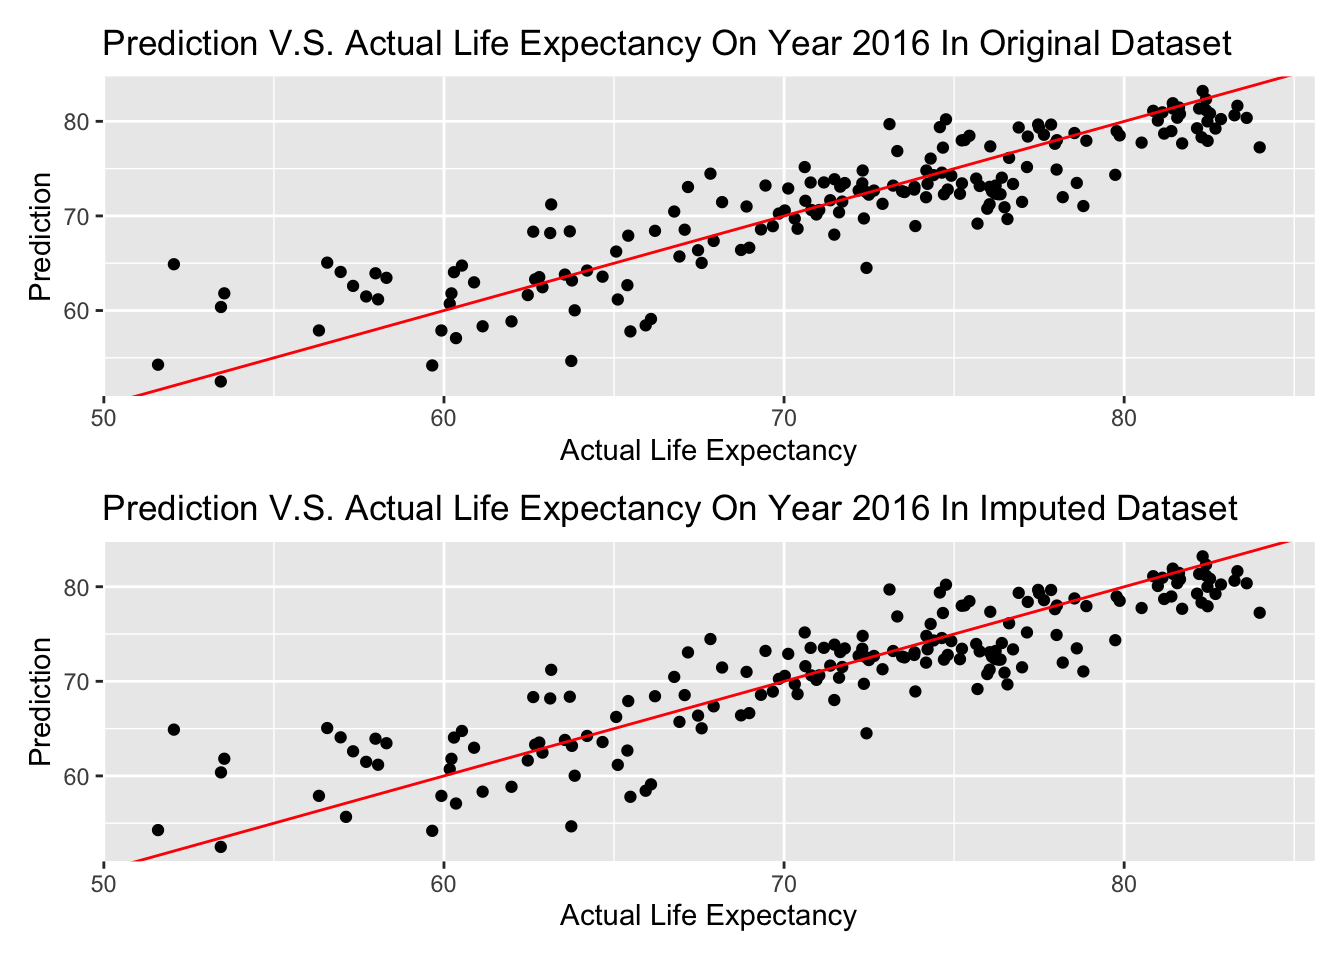 Prediction V.S. Actual Life Expectancy On Year 2016 In Original Dataset
80
70
60
Prediction
50 60 70 80
Actual Life Expectancy
Prediction V.S. Actual Life Expectancy On Year 2016 In Imputed Dataset
80
70
60
Prediction
50 60 70 80
Actual Life Expectancy